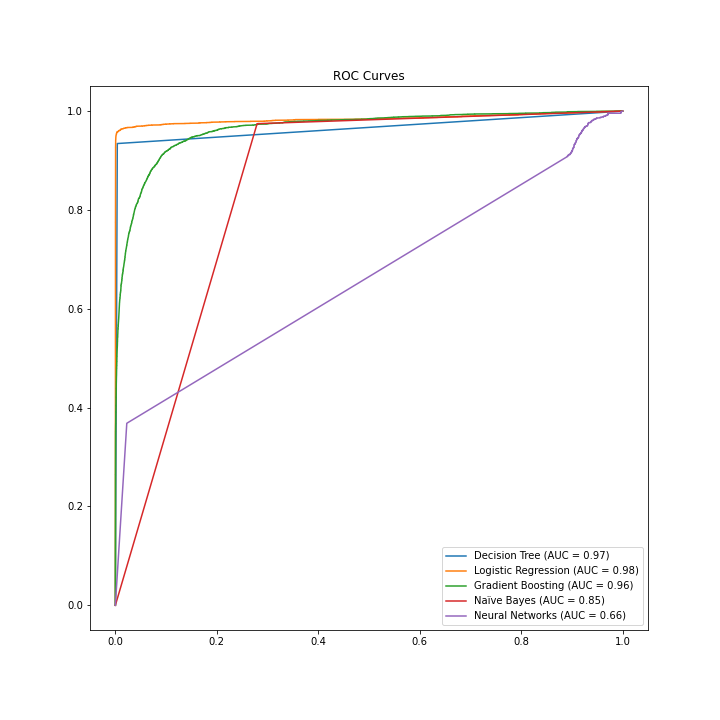 ROC Curves
1.0
0.8
0.6
0.4
0.2
0.0
0.0 0.2 0.4 0.6 0.8 1.0
Decision Tree (AUC = 0.97)
Logistic Regression (AUC = 0.98)
Gradient Boosting (AUC = 0.96)
Naïve Bayes (AUC = 0.85)
Neural Networks (AUC = 0.66)